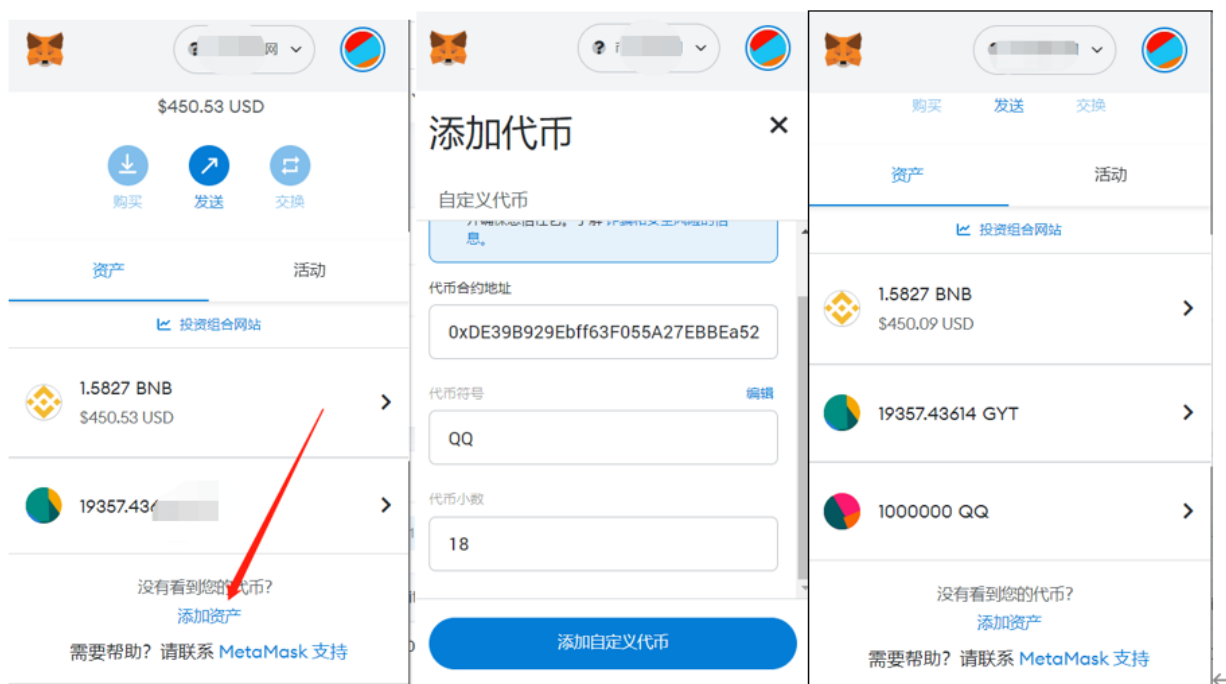 网
$450.53 USD
购买 发送 交换
资产 活动
投资组合网站
1.5827 BNB
$450.53 USD
19357.436
没有看到您的代币?
添加资产
需要帮助? 请联系 MetaMask 支持
添加代币
自定义代币
息。
代币合约地址
0xDE39B929Ebff63F055A27EBBEa52
代币符号 编辑
QQ
代币小数
18
添加自定义代币
购买 发送 交换
资产 活动
投资组合网站
1.5827 BNB
$450.09 USD
19357.43614 GYT
1000000 QQ
没有看到您的代币?
添加资产
需要帮助? 请联系 MetaMask 支持